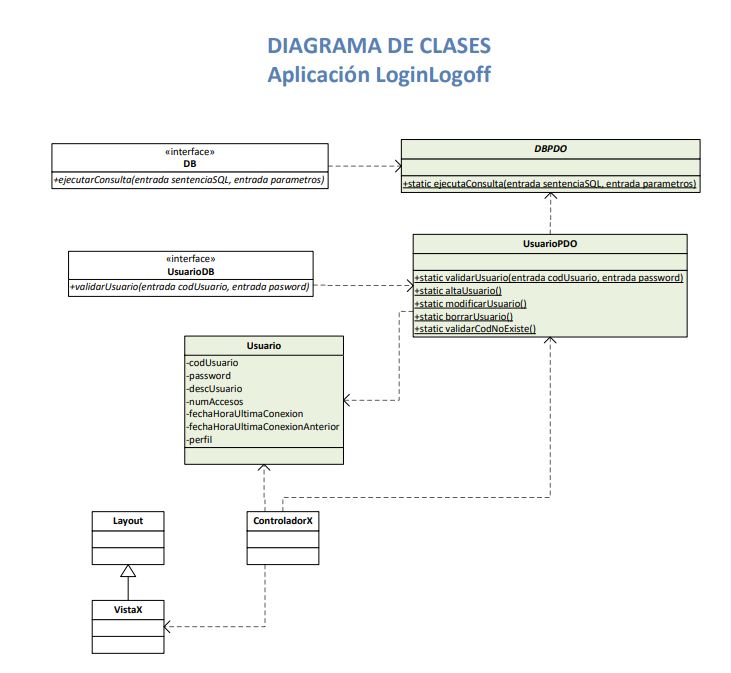 DIAGRAMA DE CLASES
Aplicación LoginLogoff
«interface»
DB
+ejecutarConsulta(entrada sentenciaSQL, entrada parametros)
DBPDO
+static ejecutaConsulta(entrada sentenciaSQL, entrada parametros)
«interface»
UsuarioDB
+validarUsuario(entrada codUsuario, entrada pasword)
UsuarioPDO
+static validarUsuario(entrada codUsuario, entrada password)
+static altaUsuario()
+static modificarUsuario()
+static borrarUsuario()
+static validarCodNoExiste()
Usuario
-codUsuario
-password
-descUsuario
-numAccesos
-fechaHoraUltimaConexion
-fechaHoraUltimaConexionAnterior
-perfil
Layout
ControladorX
VistaX